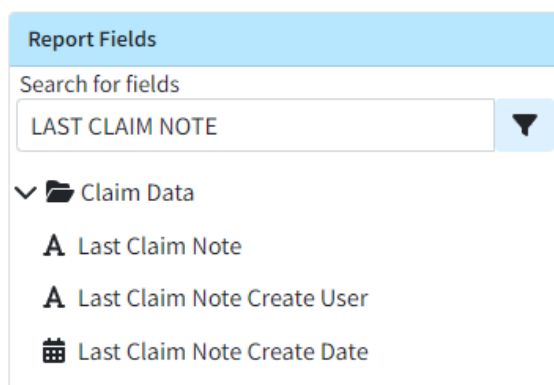 Report Fields
Search for fields
LAST CLAIM NOTE
Claim Data
Last Claim Note
Last Claim Note Create User
Last Claim Note Create Date